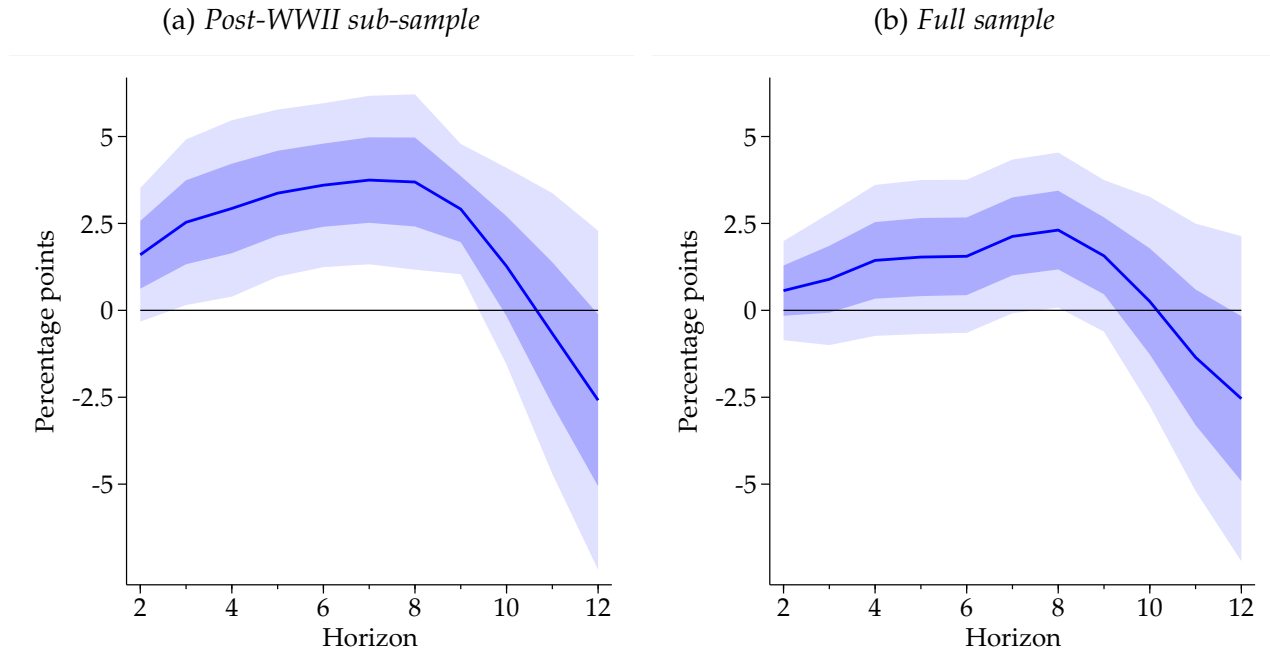 (a) Post-WWII sub-sample
(b) Full sample
Percentage points
5
2.5
0
-2.5
-5
2 4 6 8 10 12
Horizon
Percentage points
5
2.5
0
-2.5
-5
2 4 6 8 10 12
Horizon